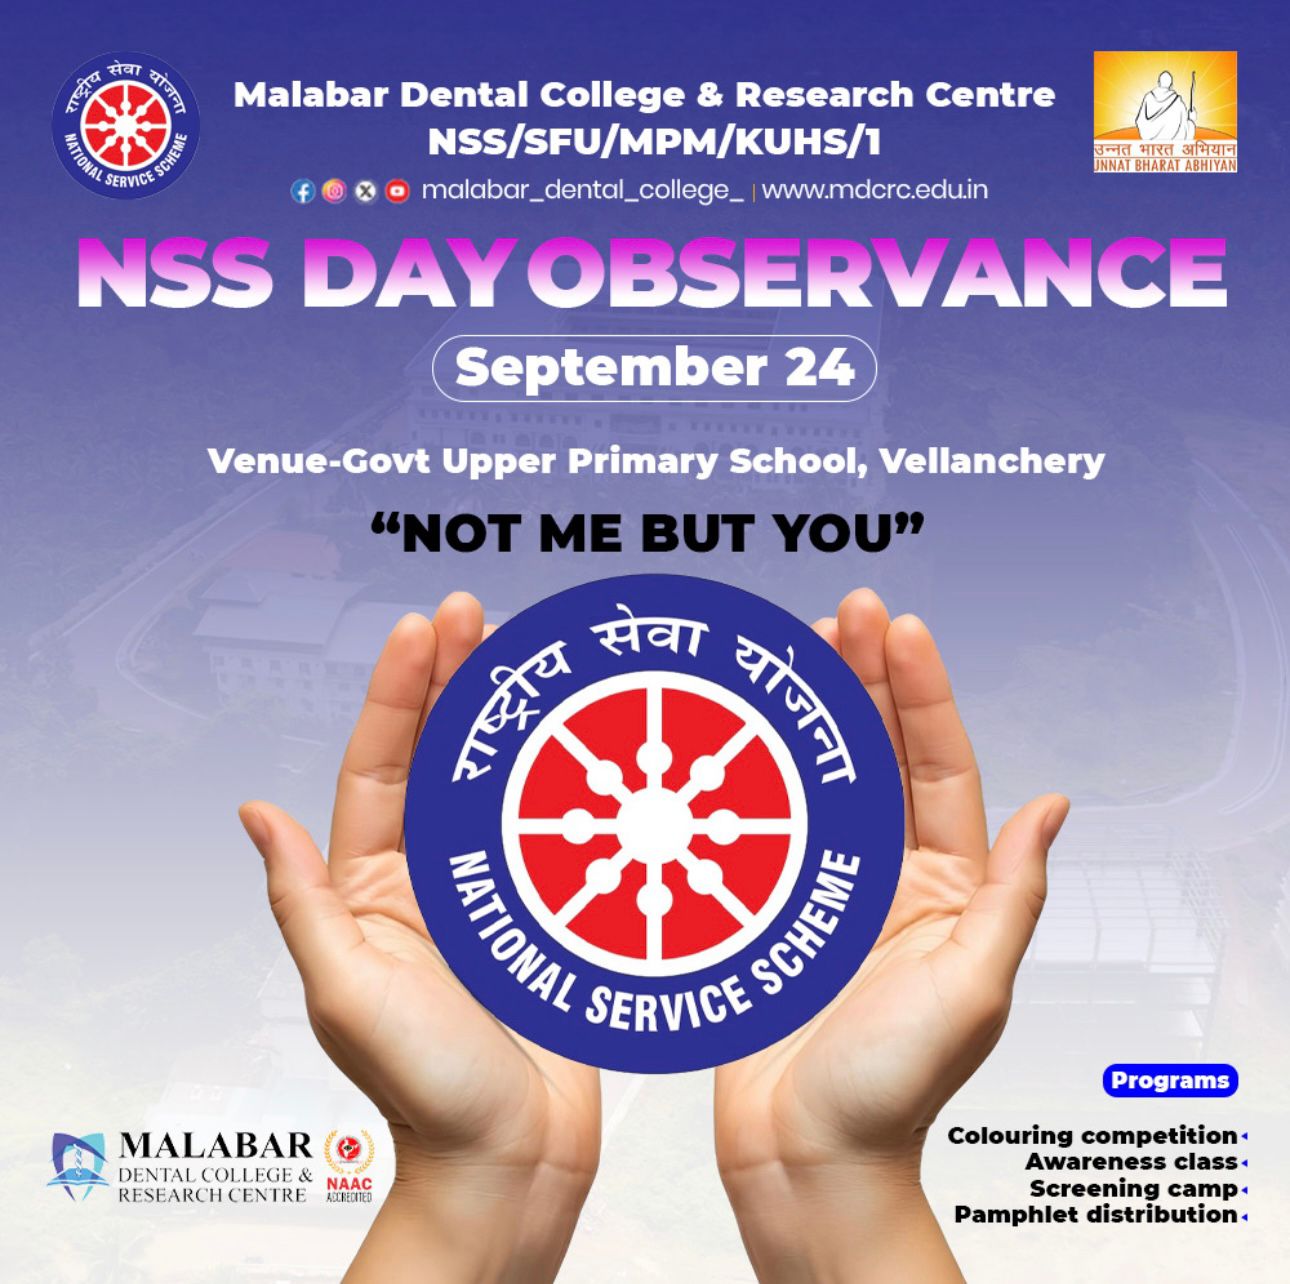 राष्ट्रीय सेवा योजना
NATIONAL SERVICE SCHEME
Malabar Dental College & Research Centre
NSS/SFU/MPM/KUHS/1
malabar_dental_college_ | www.mdcrc.edu.in
उन्नत भारत अभियान
UNNAT BHARAT ABHIYAN
NSS DAY OBSERVANCE
September 24
Venue-Govt Upper Primary School, Vellanchery
“NOT ME BUT YOU”
राष्ट्रीय सेवा योजना
NATIONAL SERVICE SCHEME
Programs
Colouring competition
Awareness class
Screening camp
Pamphlet distribution
MALABAR
DENTAL COLLEGE &
RESEARCH CENTRE
NAAC
ACCREDITED